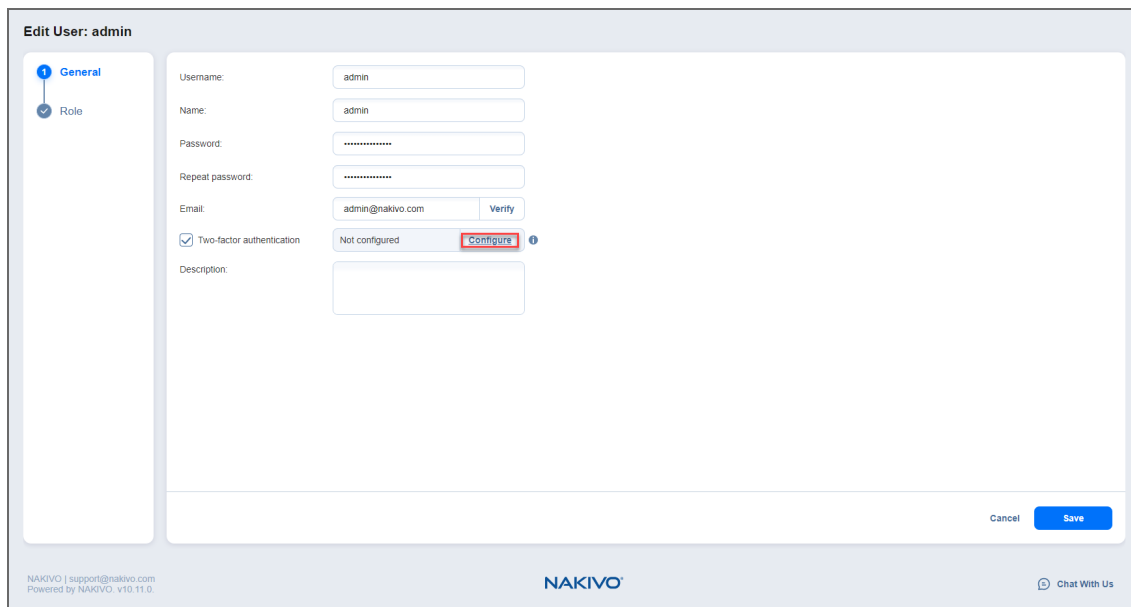 Edit User: admin
1 General
Role
Username: admin
Name: admin
Password: •••••••••••••••
Repeat password: •••••••••••••••
Email: admin@nakivo.com Verify
Two-factor authentication Not configured Configure i
Description:
Cancel Save
NAKIVO | support@nakivo.com
Powered by NAKIVO. v10.11.0.
NAKIVO
Chat With Us